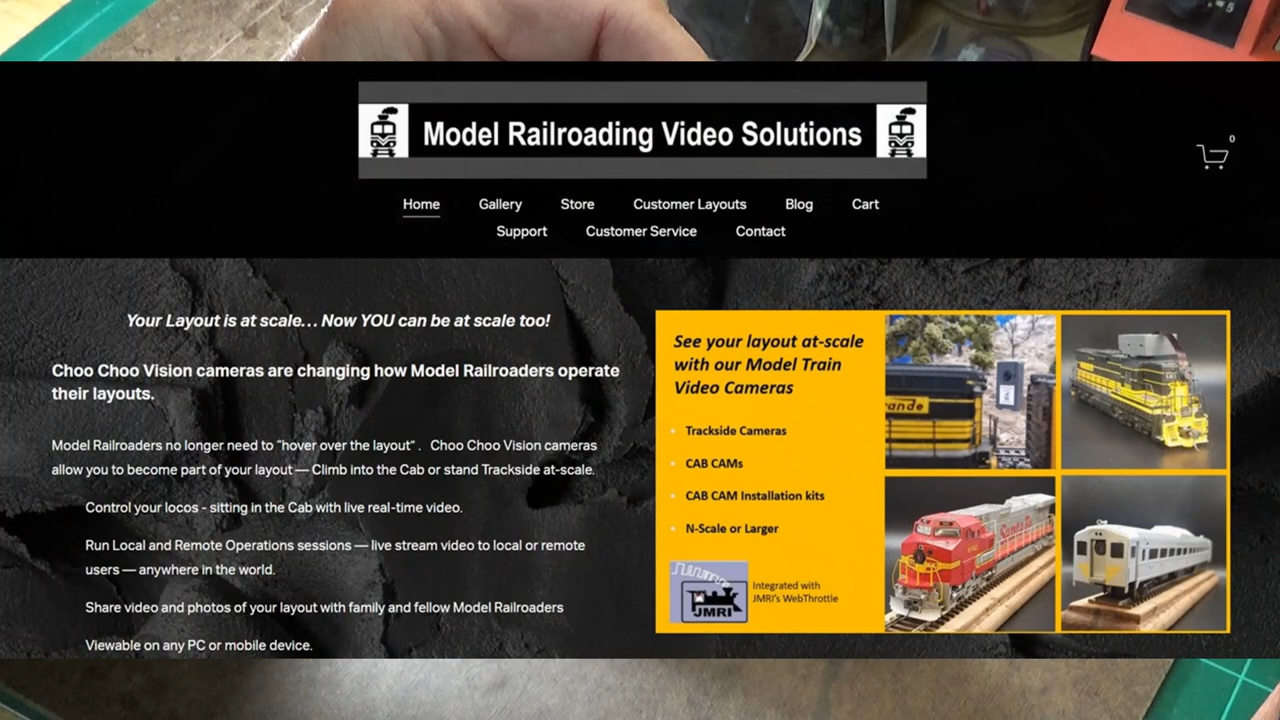 5
Model Railroading Video Solutions
0
Home Gallery Store Customer Layouts Blog Cart
Support Customer Service Contact
Your Layout is at scale... Now YOU can be at scale too!
Choo Choo Vision cameras are changing how Model Railroaders operate
their layouts.
Model Railroaders no longer need to "hover over the layout" . Choo Choo Vision cameras
allow you to become part of your layout — Climb into the Cab or stand Trackside at-scale.
Control your locos - sitting in the Cab with live real-time video.
Run Local and Remote Operations sessions — live stream video to local or remote
users — anywhere in the world.
Share video and photos of your layout with family and fellow Model Railroaders
Viewable on any PC or mobile device.
See your layout at-scale
with our Model Train
Video Cameras
Trackside Cameras
CAB CAMs
CAB CAM Installation kits
N-Scale or Larger
JMRI
Integrated with
JMRI's WebThrottle
ande
Santa Fe